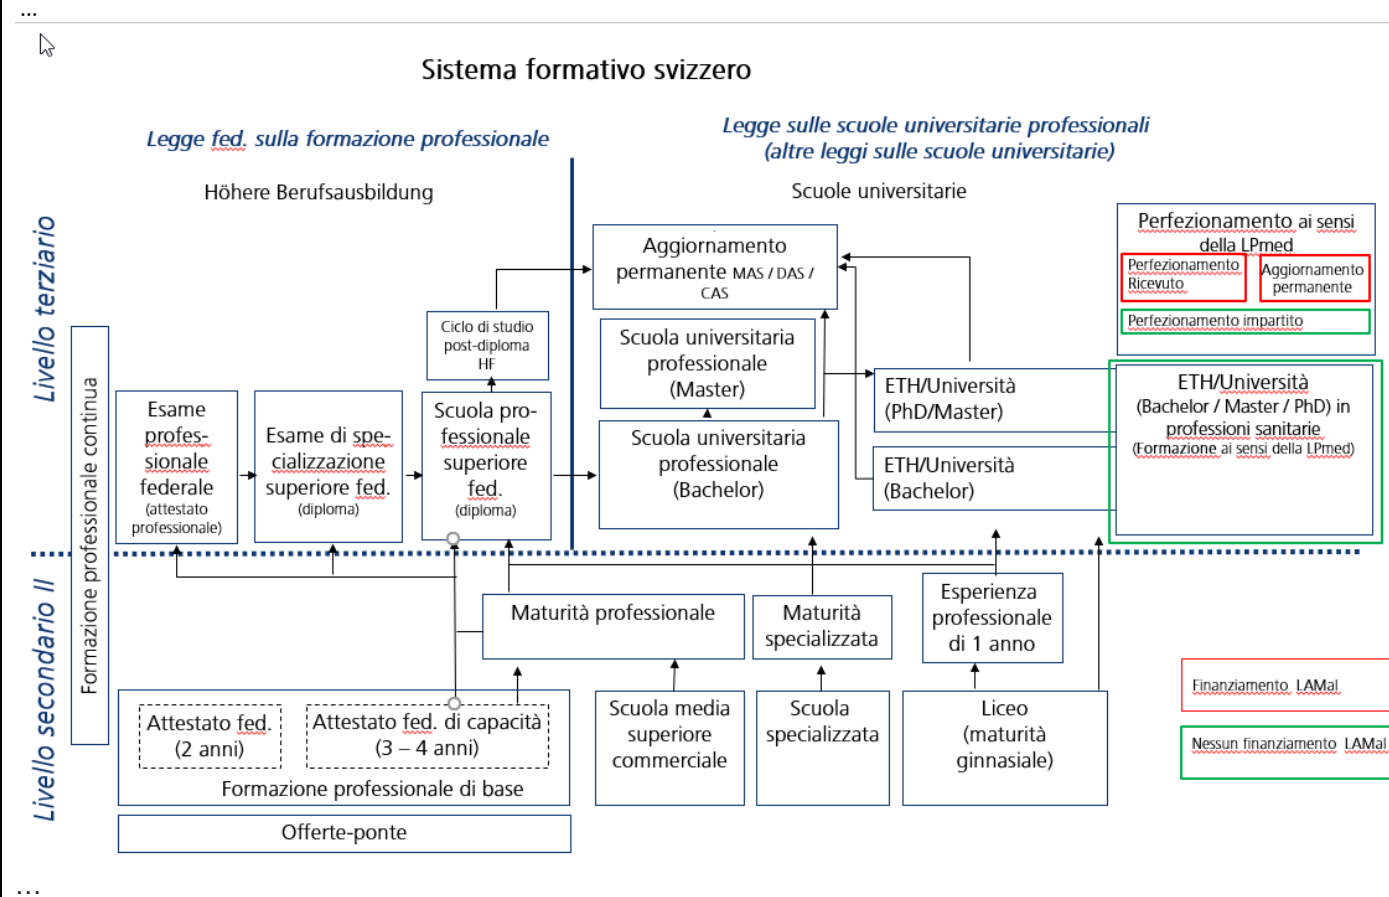 ...
Sistema formativo svizzero
Legge fed. sulla formazione professionale
Legge sulle scuole universitarie professionali
(altre leggi sulle scuole universitarie)
Höhere Berufsausbildung
Scuole universitarie
Livello terziario
Livello secondario II
Formazione professionale continua
Perfezionamento ai sensi
della LPmed
Perfezionamento
Ricevuto
Aggiornamento
permanente
Perfezionamento impartito
Aggiornamento
permanente MAS / DAS /
CAS
Ciclo di studio
post-diploma
HF
Scuola universitaria
professionale
(Master)
ETH/Università
(PhD/Master)
ETH/Università
(Bachelor / Master / PhD) in
professioni sanitarie
(Formazione ai sensi della LPmed)
Esame
profes-
sionale
federale
(attestato
professionale)
Esame di spe-
cializzazione
superiore fed.
(diploma)
Scuola pro-
fessionale
superiore
fed.
(diploma)
Scuola universitaria
professionale
(Bachelor)
ETH/Università
(Bachelor)
Maturità professionale
Maturità
specializzata
Esperienza
professionale
di 1 anno
Attestato fed.
(2 anni)
Attestato fed. di capacità
(3 – 4 anni)
Formazione professionale di base
Scuola media
superiore
commerciale
Scuola
specializzata
Liceo
(maturità
ginnasiale)
Finanziamento LAMal
Nessun finanziamento LAMal
Offerte-ponte
...